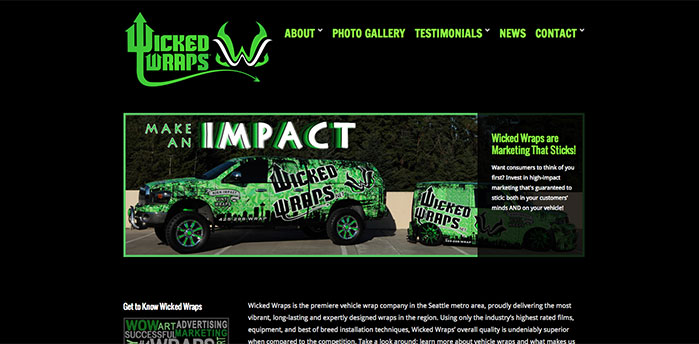 WICKED WRAPS
ABOUT PHOTO GALLERY TESTIMONIALS NEWS CONTACT
MAKE AN IMPACT
WICKED WRAPS
WICKED WRAPS
Wicked Wraps are
Marketing That Sticks!
Want consumers to think of you
first? Invest in high-impact
marketing that's guaranteed to
stick both in your customers'
minds AND on your vehicle!
Get to Know Wicked Wraps
WOW ART ADVERTISING
SUCCESSFUL MARKETING
WRAPS ART
Wicked Wraps is the premiere vehicle wrap company in the Seattle metro area, proudly delivering the most
vibrant, long-lasting and expertly designed wraps in the region. Using only the industry's highest rated films,
equipment, and best of breed installation techniques, Wicked Wraps' overall quality is undeniably superior
when compared to the competition. Take a look around; learn more about vehicle wraps and what makes us